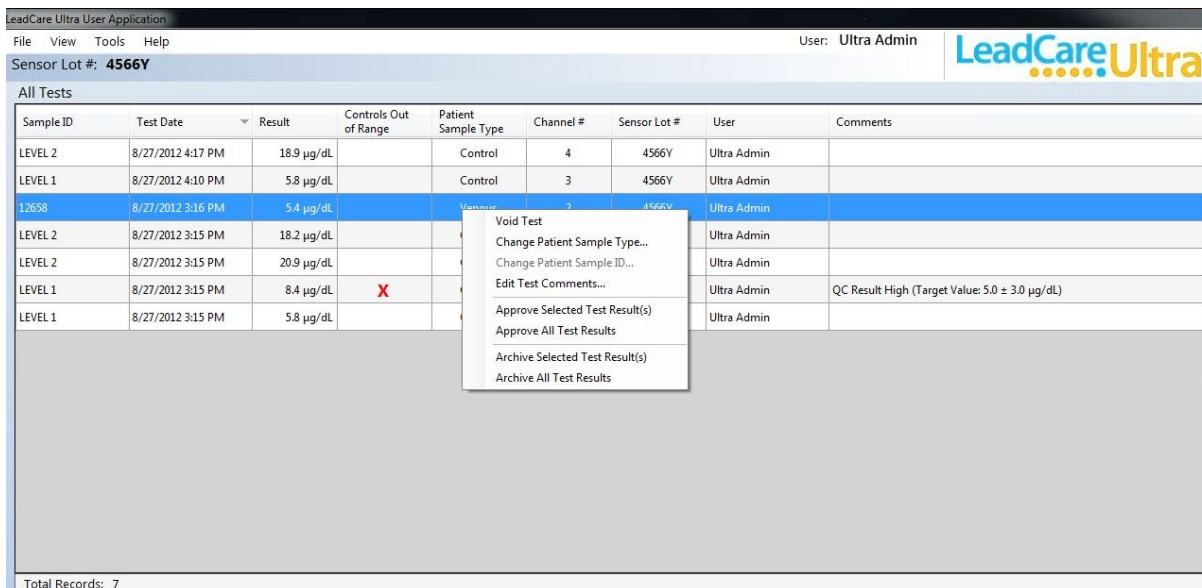 LeadCare Ultra User Application
File View Tools Help User: Ultra Admin LeadCare Ultra
Sensor Lot #: 4566Y
All Tests
Sample ID Test Date Result Controls Out of Range Patient Sample Type Channel # Sensor Lot # User Comments
LEVEL 2 8/27/2012 4:17 PM 18.9 µg/dL Control 4 4566Y Ultra Admin
LEVEL 1 8/27/2012 4:10 PM 5.8 µg/dL Control 3 4566Y Ultra Admin
12658 8/27/2012 3:16 PM 5.4 µg/dL Venous 2 4566Y Ultra Admin
LEVEL 2 8/27/2012 3:15 PM 18.2 µg/dL Ultra Admin
LEVEL 2 8/27/2012 3:15 PM 20.9 µg/dL Ultra Admin
LEVEL 1 8/27/2012 3:15 PM 8.4 µg/dL X Ultra Admin QC Result High (Target Value: 5.0 ± 3.0 µg/dL)
LEVEL 1 8/27/2012 3:15 PM 5.8 µg/dL Ultra Admin
Void Test
Change Patient Sample Type...
Change Patient Sample ID...
Edit Test Comments...
Approve Selected Test Result(s)
Approve All Test Results
Archive Selected Test Result(s)
Archive All Test Results
Total Records: 7